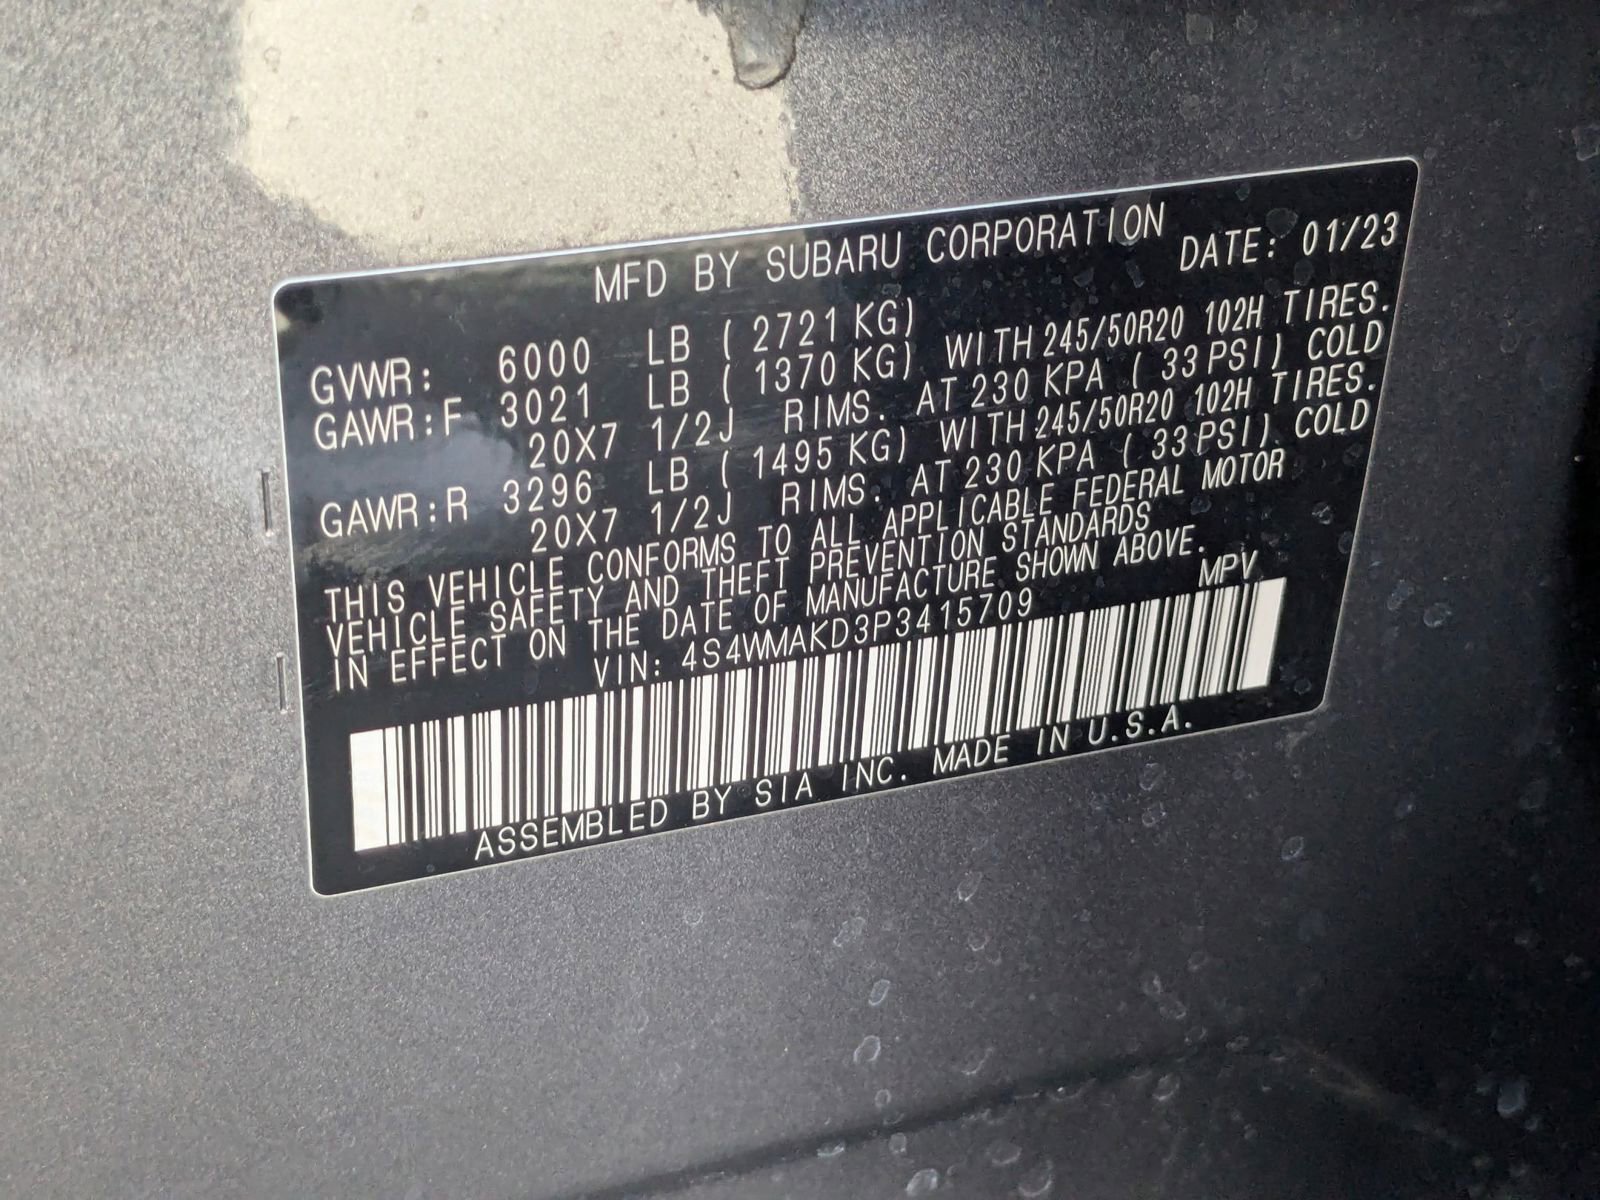 MFD BY SUBARU CORPORATION DATE: 01/23
GVWR: 6000 LB ( 2721 KG)
GAWR:F 3021 LB ( 1370 KG) WITH 245/50R20 102H TIRES.
20X7 1/2J RIMS. AT 230 KPA ( 33 PSI) COLD
GAWR:R 3296 LB ( 1495 KG) WITH 245/50R20 102H TIRES.
20X7 1/2J RIMS. AT 230 KPA ( 33 PSI) COLD
THIS VEHICLE CONFORMS TO ALL APPLICABLE FEDERAL MOTOR
VEHICLE SAFETY AND THEFT PREVENTION STANDARDS
IN EFFECT ON THE DATE OF MANUFACTURE SHOWN ABOVE.
VIN: 4S4WMAKD3P3415709 MPV
ASSEMBLED BY SIA INC. MADE IN U.S.A.